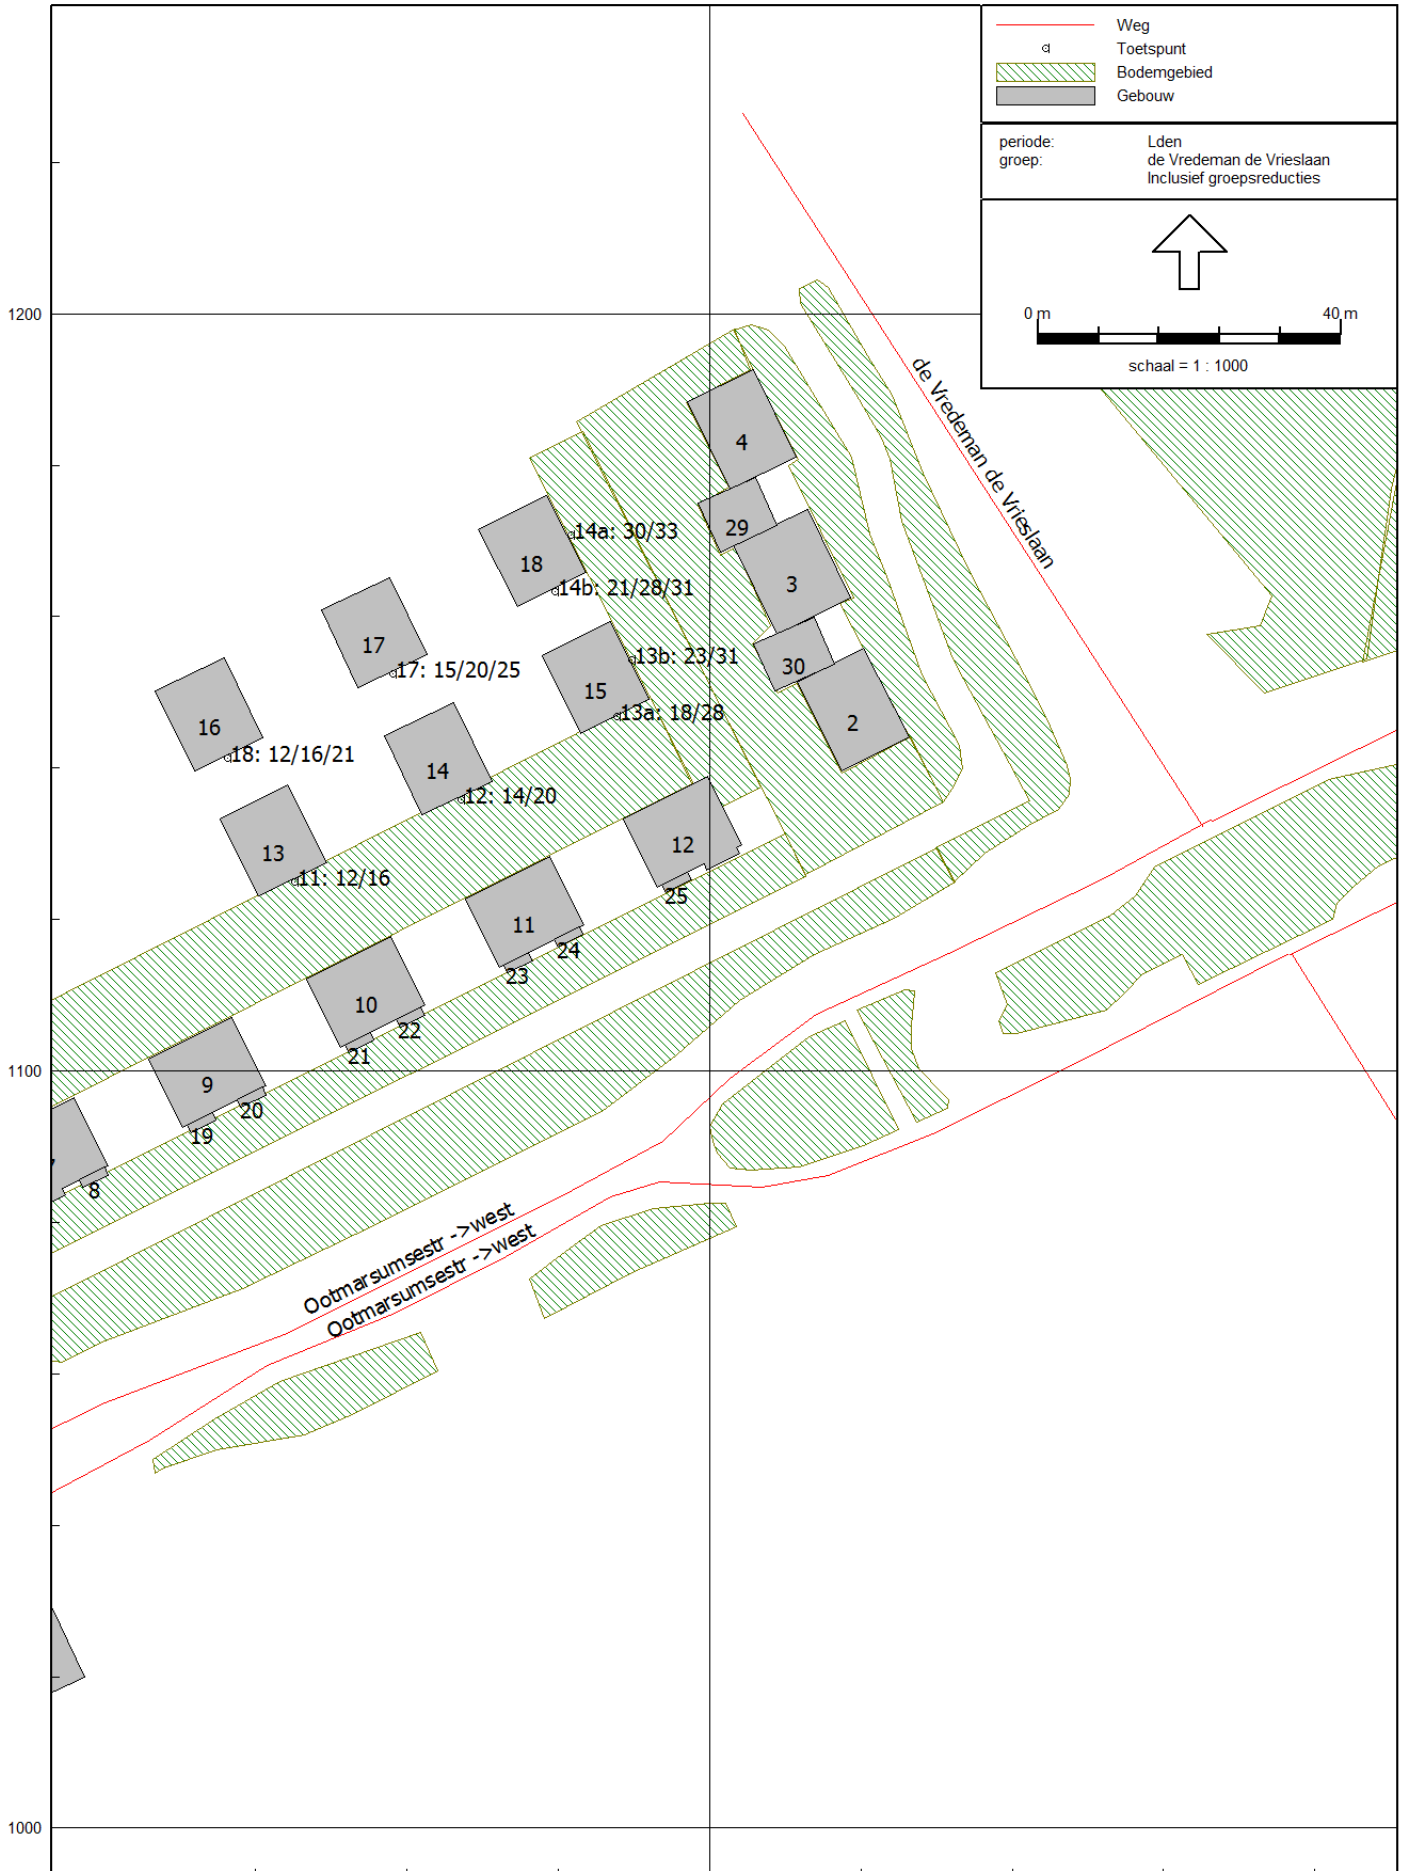 Weg
Toetspunt
Bodemgebied
Gebouw
periode: Lden
groep: de Vredeman de Vrieslaan
Inclusief groepsreducties
0 m 40 m
schaal = 1 : 1000
1200
de Vredeman de Vrieslaan
4
29
14a: 30/33
18
14b: 21/28/31
3
17
13b: 23/31
17: 15/20/25
30
15
13a: 18/28
16
2
18: 12/16/21
14
12: 14/20
12
13
11: 12/16
25
11
24
23
10
22
21
1100
9
20
19
7
8
Ootmarsumsestr ->west
Ootmarsumsestr ->west
1000